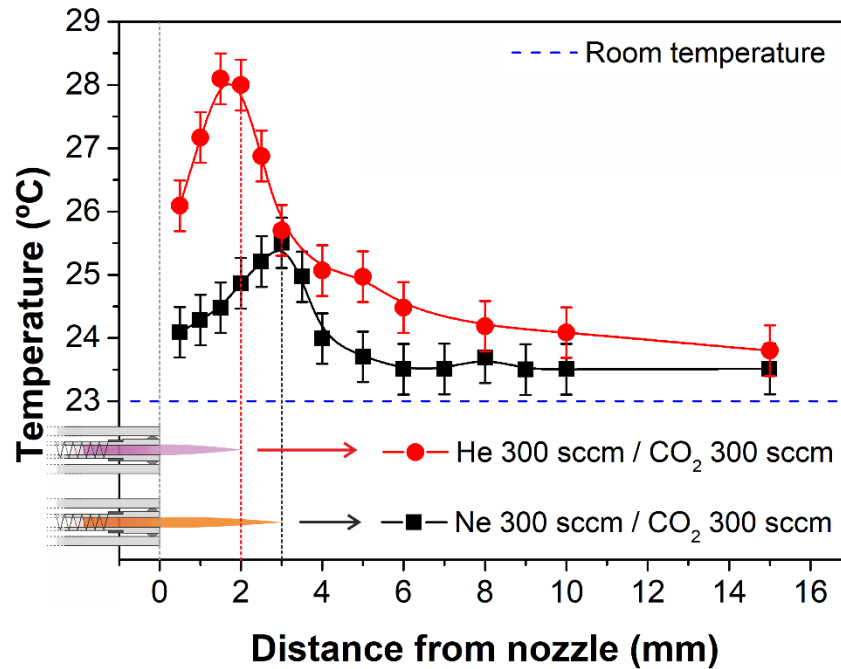 29
28
27
26
25
24
23
Temperature (ºC)
Room temperature
He 300 sccm / CO₂ 300 sccm
Ne 300 sccm / CO₂ 300 sccm
0 2 4 6 8 10 12 14 16
Distance from nozzle (mm)